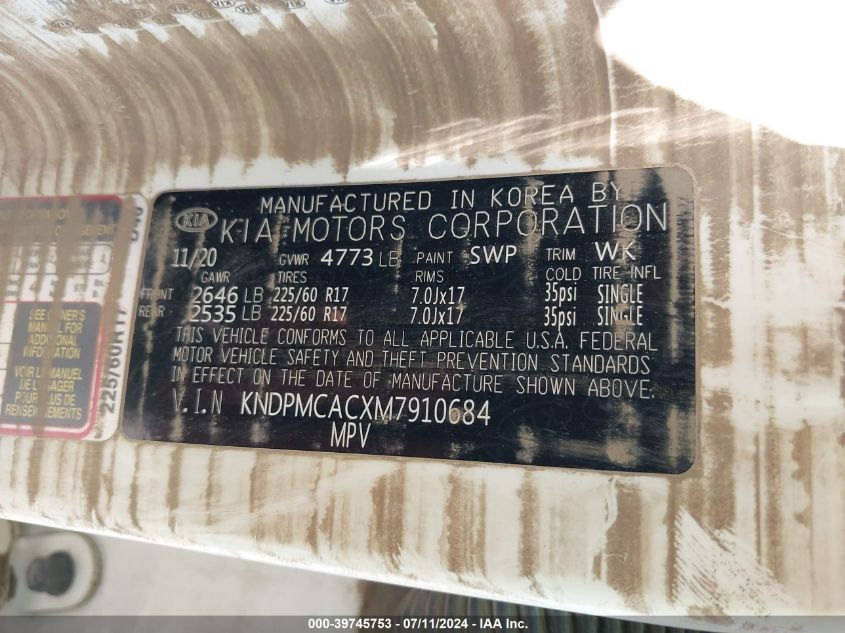 MANUFACTURED IN KOREA BY
KIA KIA MOTORS CORPORATION
11/20 GVWR 4773 LB PAINT SWP TRIM WK
GAWR TIRES RIMS COLD TIRE INFL
FRONT 2646 LB 225/60 R17 7.0Jx17 35psi SINGLE
REAR 2535 LB 225/60 R17 7.0Jx17 35psi SINGLE
THIS VEHICLE CONFORMS TO ALL APPLICABLE U.S.A. FEDERAL
MOTOR VEHICLE SAFETY AND THEFT PREVENTION STANDARDS
IN EFFECT ON THE DATE OF MANUFACTURE SHOWN ABOVE.
V.I.N KNDPMCACXM7910684
MPV
SEE OWNER'S
MANUAL FOR
ADDITIONAL
INFORMATION
VOIR LE MANUEL
DE L'USAGER
POUR PLUS DE
RENSEIGNEMENTS
225/60R17
000-39745753 - 07/11/2024 - IAA Inc.